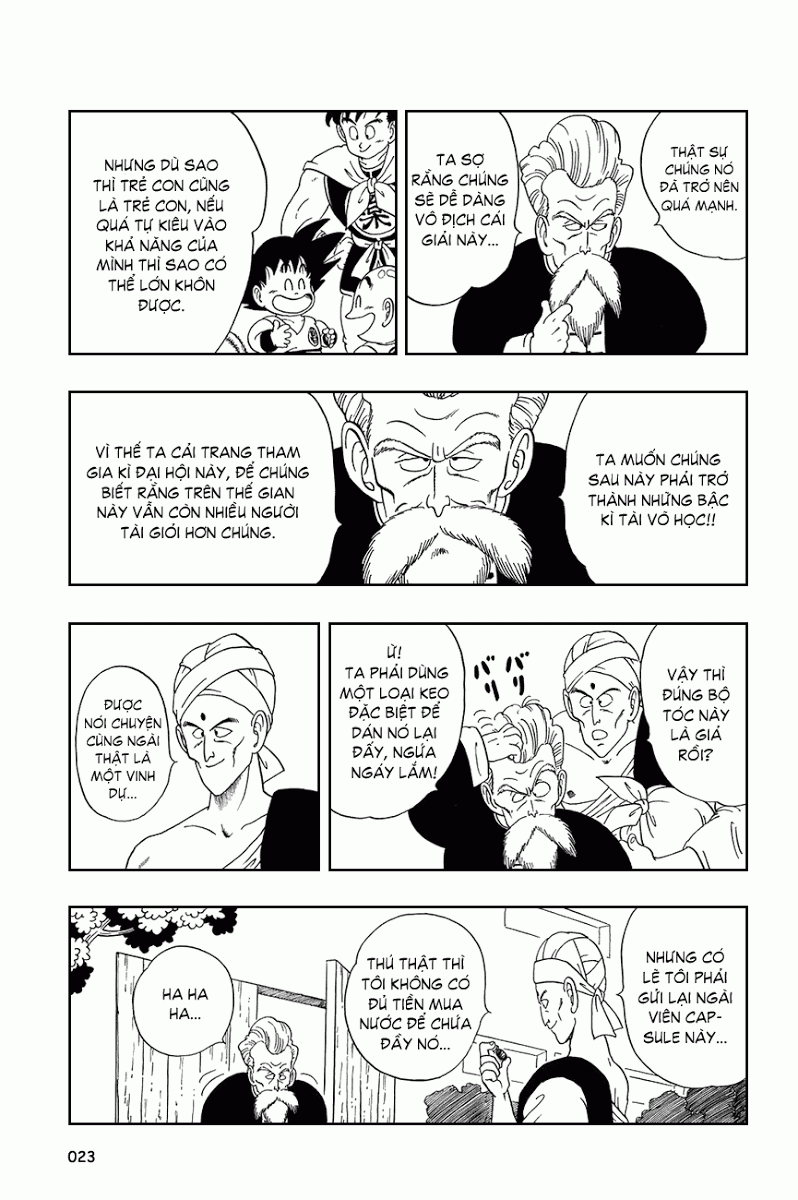 THẬT SỰ
CHÚNG NÓ
ĐÃ TRỞ NÊN
QUÁ MẠNH.
TA SỢ
RẰNG CHÚNG
SẼ DỄ DÀNG
VÔ ĐỊCH CÁI
GIẢI NÀY...
NHƯNG DÙ SAO
THÌ TRẺ CON CŨNG
LÀ TRẺ CON, NẾU
QUÁ TỰ KIÊU VÀO
KHẢ NĂNG CỦA
MÌNH THÌ SAO CÓ
THỂ LỚN KHÔN
ĐƯỢC.
TA MUỐN CHÚNG
SAU NÀY PHẢI TRỞ
THÀNH NHỮNG BẬC
KÌ TÀI VÕ HỌC!!
VÌ THẾ TA CẢI TRANG THAM
GIA KÌ ĐẠI HỘI NÀY, ĐỂ CHÚNG
BIẾT RẰNG TRÊN THẾ GIAN
NÀY VẪN CÒN NHIỀU NGƯỜI
TÀI GIỎI HƠN CHÚNG.
VẬY THÌ
ĐÚNG BỘ
TÓC NÀY
LÀ GIẢ
RỒI?
バリ
バリ
Ừ!
TA PHẢI DÙNG
MỘT LOẠI KEO
ĐẶC BIỆT ĐỂ
DÁN NÓ LẠI
ĐẤY, NGỨA
NGÁY LẮM!
ĐƯỢC
NÓI CHUYỆN
CÙNG NGÀI
THẬT LÀ
MỘT VINH
DỰ...
NHƯNG CÓ
LẼ TÔI PHẢI
GỬI LẠI NGÀI
VIÊN CAP-
SULE NÀY...
THÚ THẬT THÌ
TÔI KHÔNG CÓ
ĐỦ TIỀN MUA
NƯỚC ĐỂ CHỨA
ĐẦY NÓ...
HA HA
HA...
023